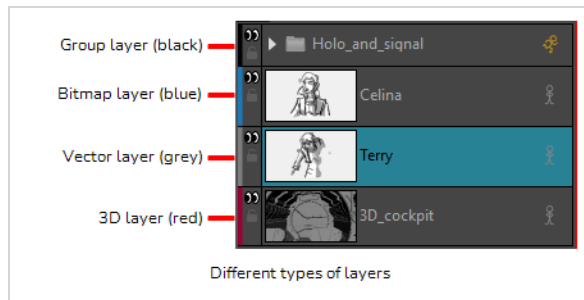 Group layer (black)
Holo_and_siqnal
Bitmap layer (blue)
Celina
Vector layer (grey)
Terry
3D layer (red)
3D_cockpit
Different types of layers